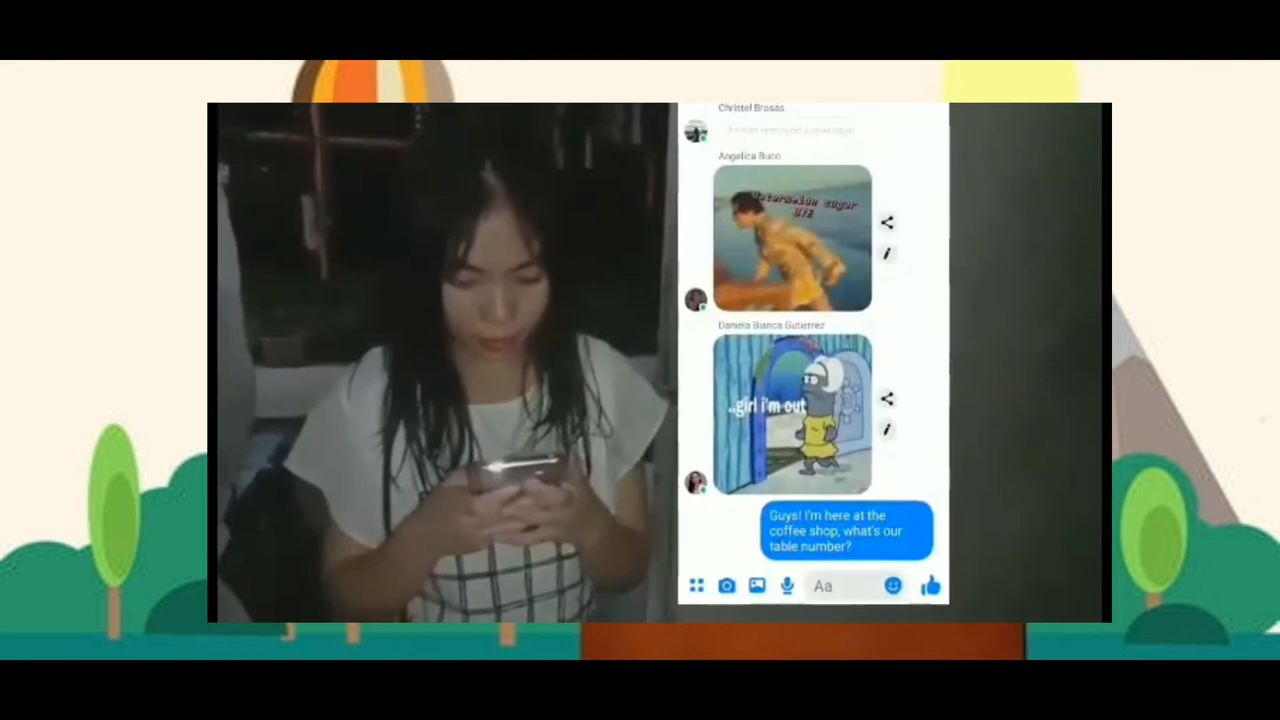 Christel Brosas
Angelica Buco
Watermelon sugar
BYE
Daniela Bianca Gutierrez
..girl i'm out
Guys! I'm here at the
coffee shop, what's our
table number?
Aa